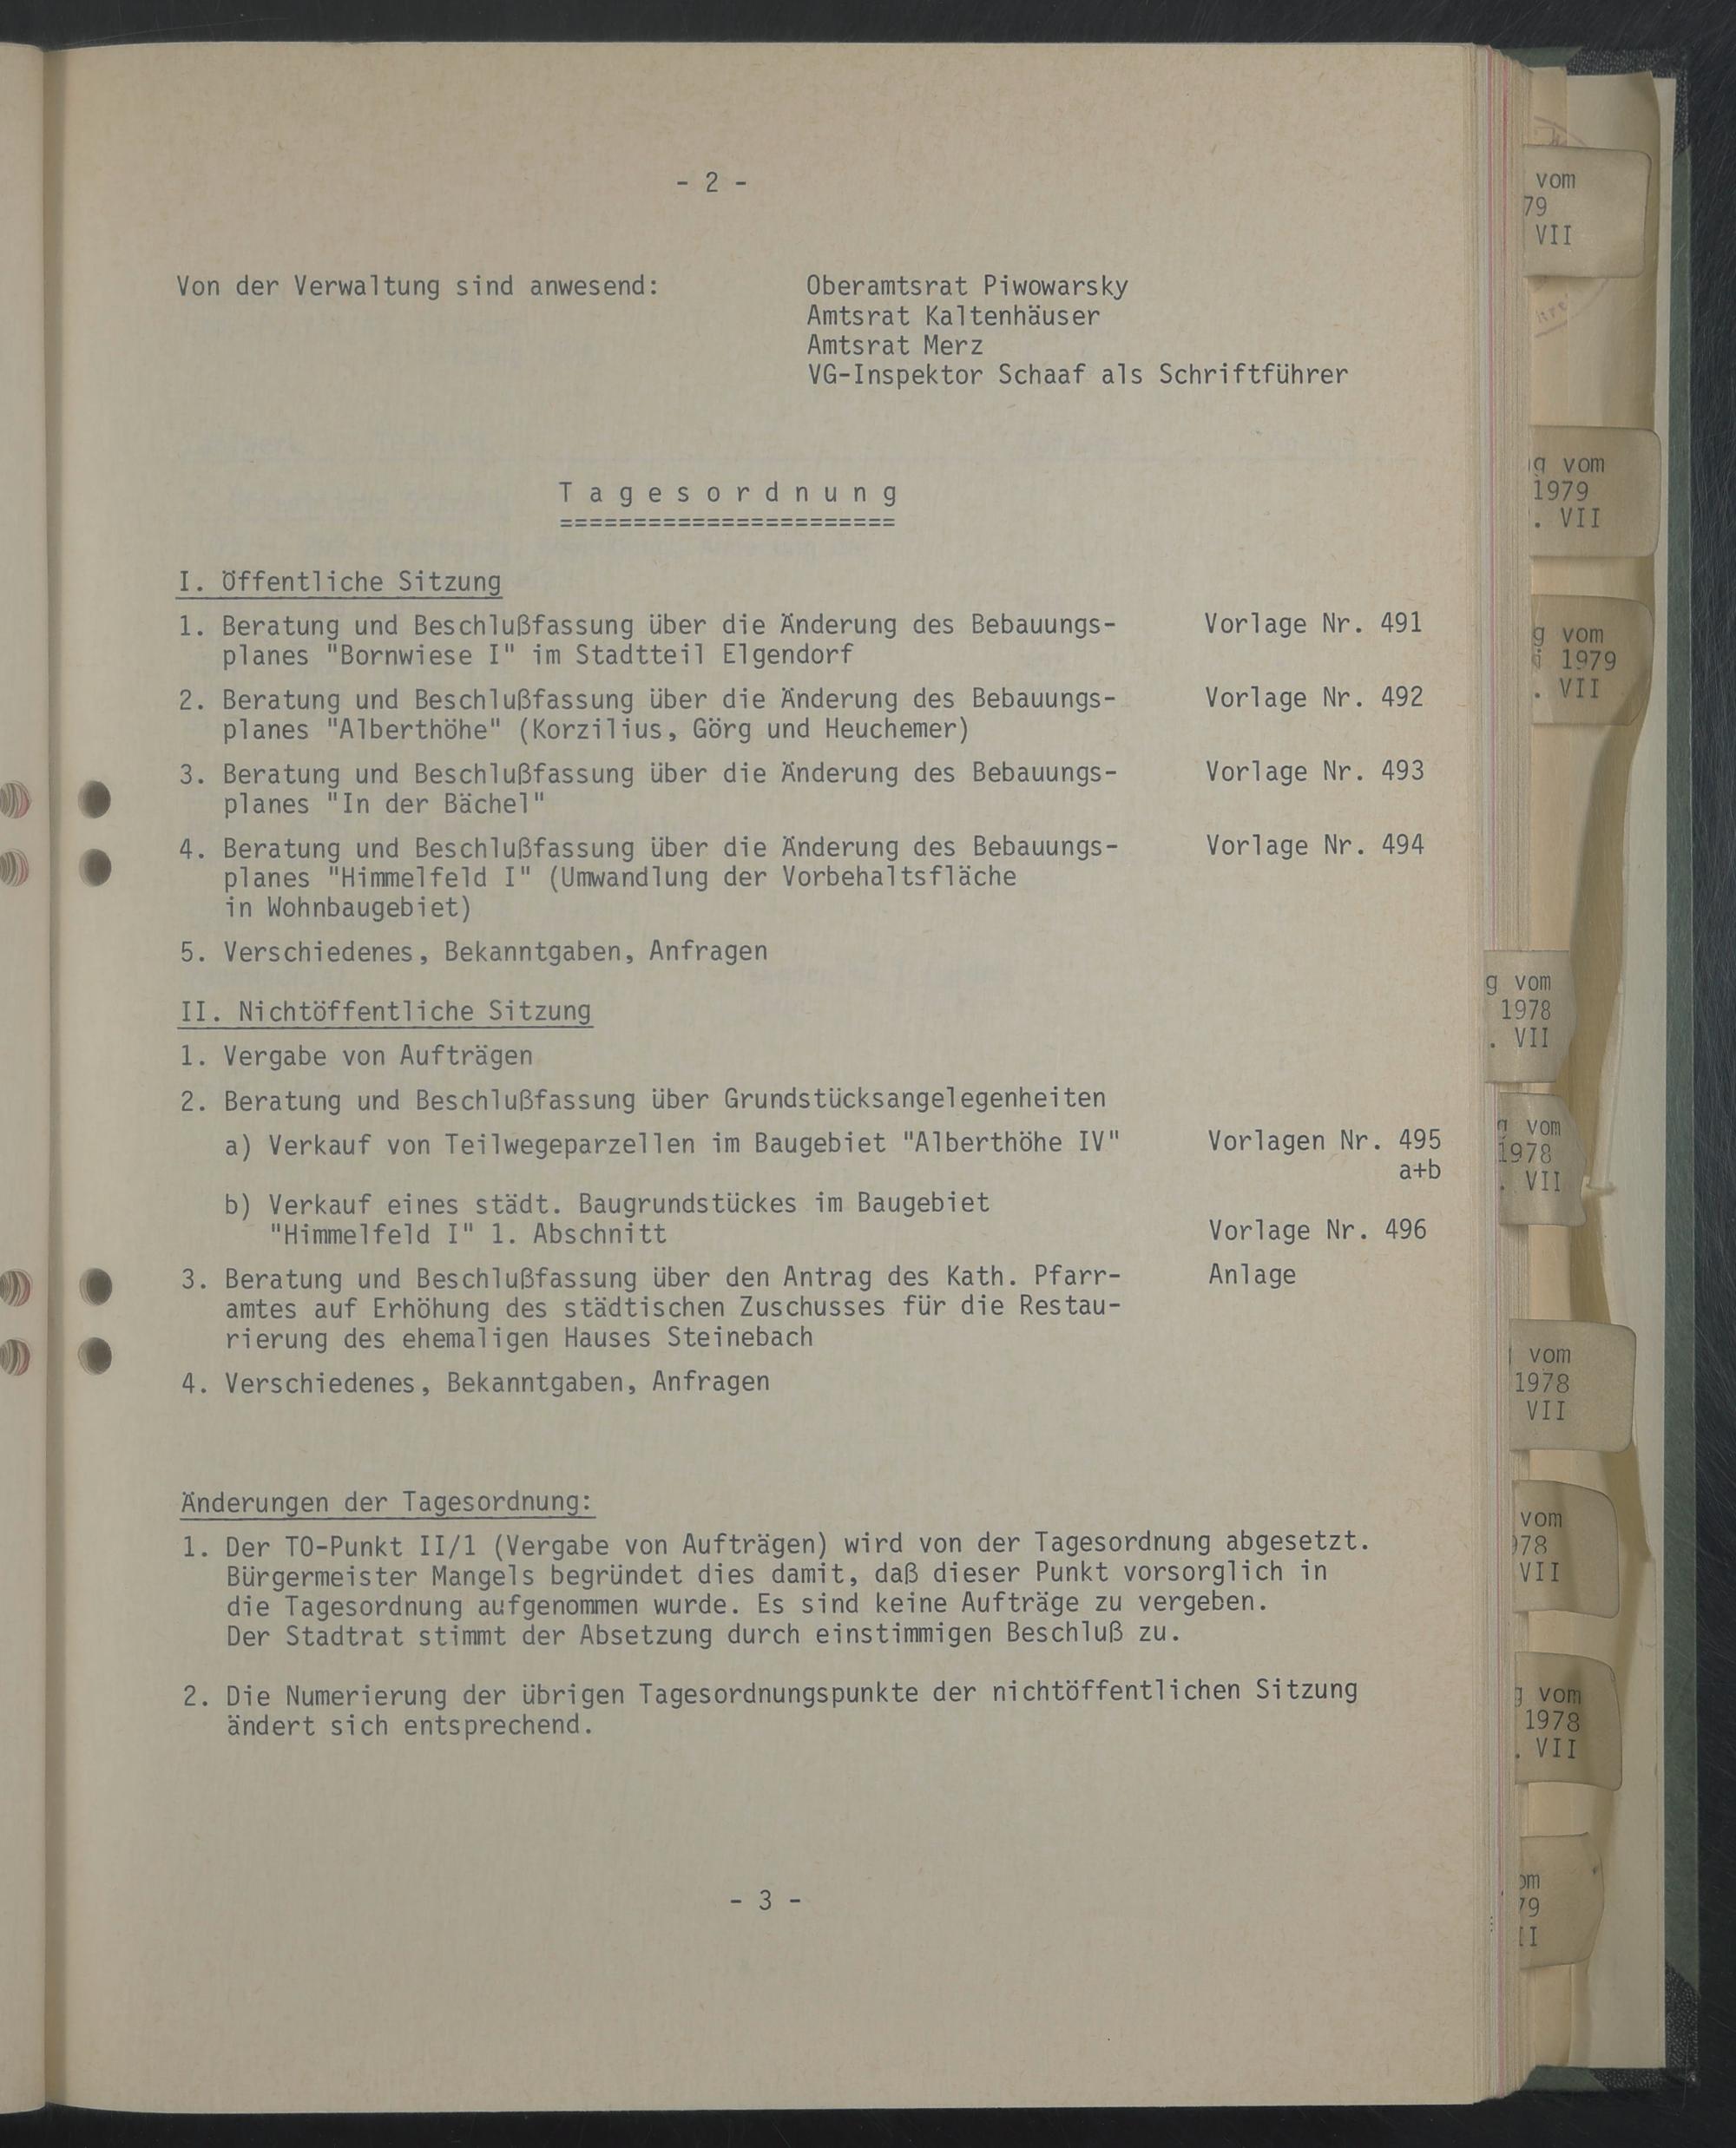 - 2 -
Von der Verwaltung sind anwesend: Oberamtsrat Piwowarsky
Amtsrat Kaltenhäuser
Amtsrat Merz
VG-Inspektor Schaaf als Schriftführer
T a g e s o r d n u n g
=======================
I. Öffentliche Sitzung
1. Beratung und Beschlußfassung über die Änderung des Bebauungs- Vorlage Nr. 491
planes "Bornwiese I" im Stadtteil Elgendorf
2. Beratung und Beschlußfassung über die Änderung des Bebauungs- Vorlage Nr. 492
planes "Alberthöhe" (Korzilius, Görg und Heuchemer)
3. Beratung und Beschlußfassung über die Änderung des Bebauungs- Vorlage Nr. 493
planes "In der Bächel"
4. Beratung und Beschlußfassung über die Änderung des Bebauungs- Vorlage Nr. 494
planes "Himmelfeld I" (Umwandlung der Vorbehaltsfläche
in Wohnbaugebiet)
5. Verschiedenes, Bekanntgaben, Anfragen
II. Nichtöffentliche Sitzung
1. Vergabe von Aufträgen
2. Beratung und Beschlußfassung über Grundstücksangelegenheiten
a) Verkauf von Teilwegeparzellen im Baugebiet "Alberthöhe IV" Vorlagen Nr. 495
a+b
b) Verkauf eines städt. Baugrundstückes im Baugebiet
"Himmelfeld I" 1. Abschnitt Vorlage Nr. 496
3. Beratung und Beschlußfassung über den Antrag des Kath. Pfarr- Anlage
amtes auf Erhöhung des städtischen Zuschusses für die Restau-
rierung des ehemaligen Hauses Steinebach
4. Verschiedenes, Bekanntgaben, Anfragen
Änderungen der Tagesordnung:
1. Der TO-Punkt II/1 (Vergabe von Aufträgen) wird von der Tagesordnung abgesetzt.
Bürgermeister Mangels begründet dies damit, daß dieser Punkt vorsorglich in
die Tagesordnung aufgenommen wurde. Es sind keine Aufträge zu vergeben.
Der Stadtrat stimmt der Absetzung durch einstimmigen Beschluß zu.
2. Die Numerierung der übrigen Tagesordnungspunkte der nichtöffentlichen Sitzung
ändert sich entsprechend.
- 3 -
vom
79
VII
g vom
1979
. VII
g vom
1979
. VII
g vom
1978
. VII
g vom
1978
. VII
vom
1978
VII
vom
978
VII
g vom
1978
. VII
om
79
II